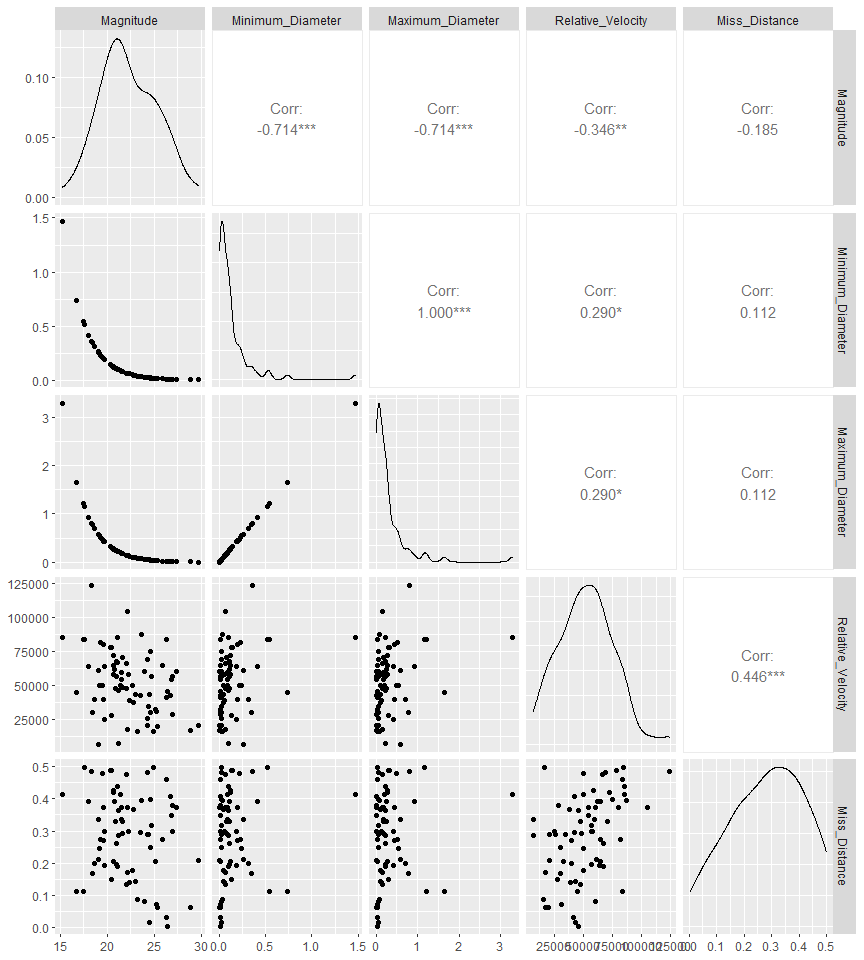 Magnitude Minimum_Diameter Maximum_Diameter Relative_Velocity Miss_Distance
0.10
0.05
0.00
Corr:
-0.714***
Corr:
-0.714***
Corr:
-0.346**
Corr:
-0.185
Magnitude
1.5
1.0
0.5
0.0
Corr:
1.000***
Corr:
0.290*
Corr:
0.112
Minimum_Diameter
3
2
1
0
Corr:
0.290*
Corr:
0.112
Maximum_Diameter
125000
100000
75000
50000
25000
Corr:
0.446***
Relative_Velocity
0.5
0.4
0.3
0.2
0.1
0.0
Miss_Distance
15 20 25 30
0.0 0.5 1.0 1.5
0 1 2 3
25000 50000 75000 100000 125000
0.0 0.1 0.2 0.3 0.4 0.5